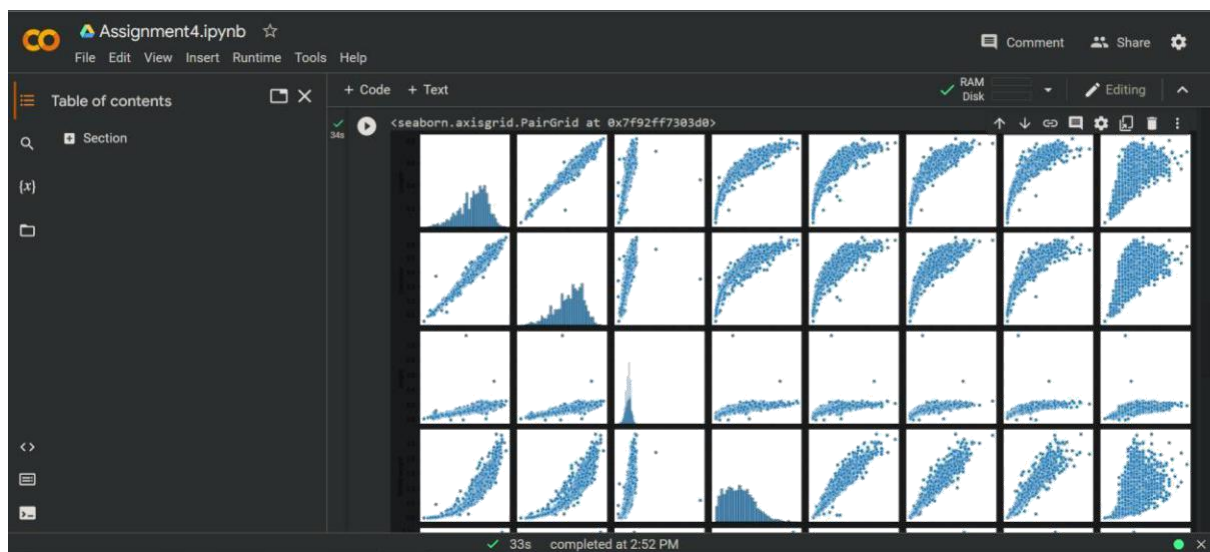 CO
Assignment4.ipynb
File Edit View Insert Runtime Tools Help
Comment
Share
Table of contents
+ Code + Text
RAM
Disk
Editing
Section
34s
<seaborn.axisgrid.PairGrid at 0x7f92ff7303d0>
{x}
33s completed at 2:52 PM